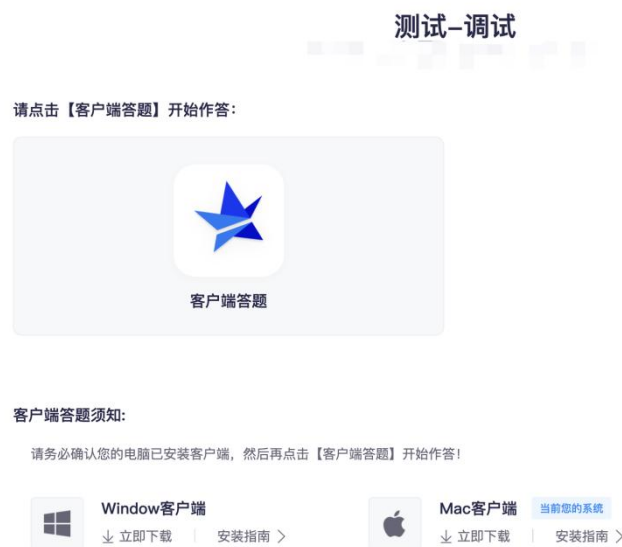 测试-调试
请点击【客户端答题】开始作答：
客户端答题
客户端答题须知:
请务必确认您的电脑已安装客户端，然后再点击【客户端答题】开始作答！
Window客户端
立即下载 安装指南
Mac客户端 当前您的系统
立即下载 安装指南